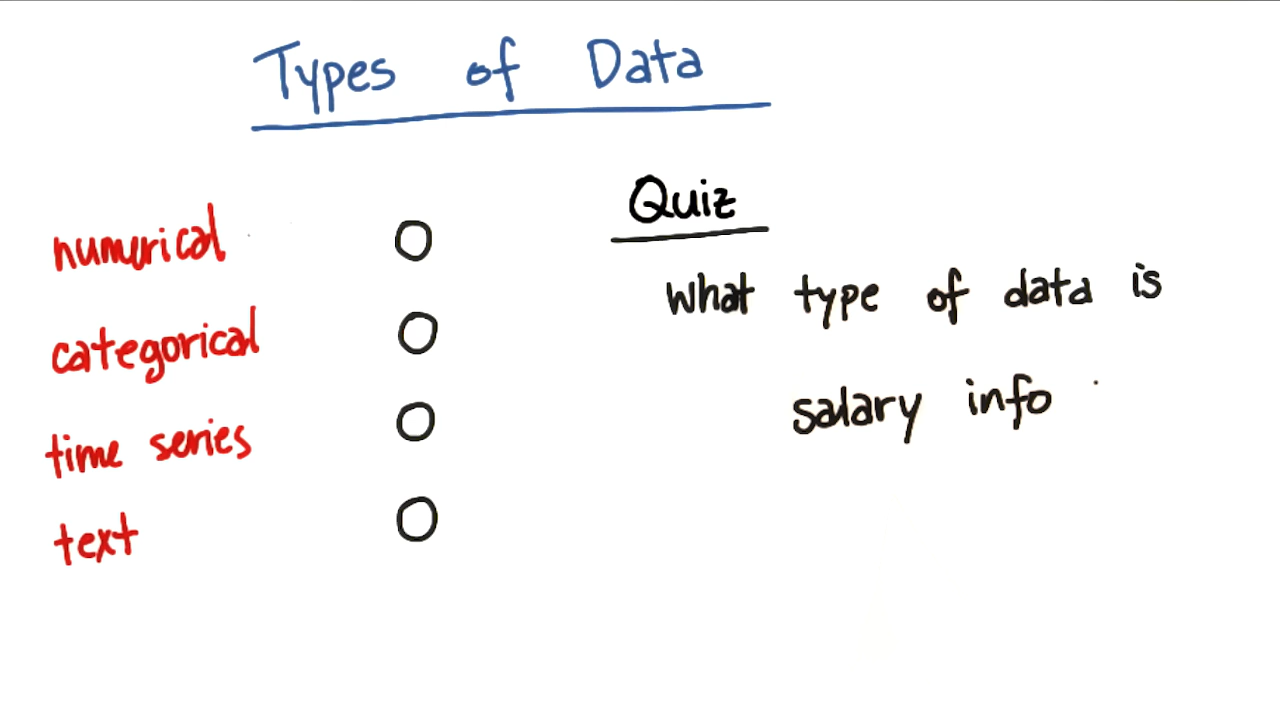 Types of Data
numerical
categorical
time series
text
Quiz
What type of data is
salary info